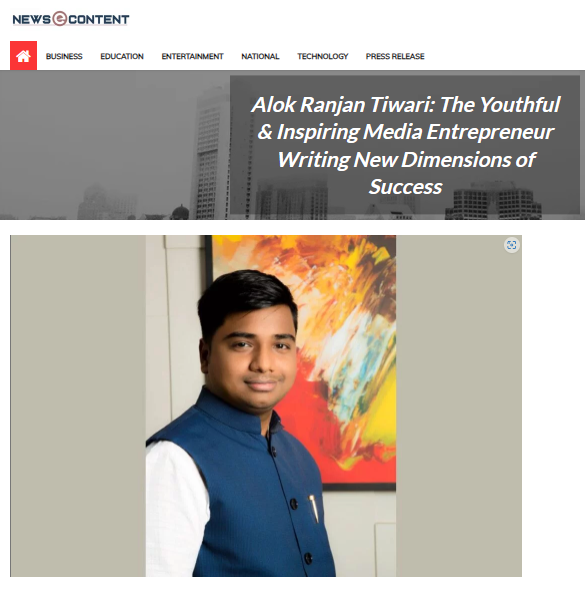 NEWS e CONTENT
BUSINESS EDUCATION ENTERTAINMENT NATIONAL TECHNOLOGY PRESS RELEASE
Alok Ranjan Tiwari: The Youthful
& Inspiring Media Entrepreneur
Writing New Dimensions of
Success